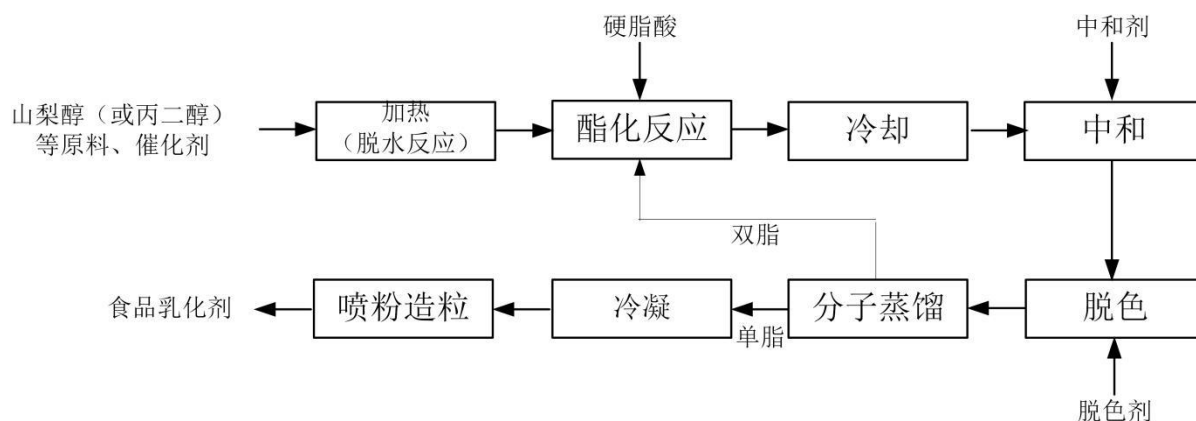 硬脂酸
中和剂
山梨醇（或丙二醇）
等原料、催化剂
加热
（脱水反应）
酯化反应
冷却
中和
双脂
食品乳化剂
喷粉造粒
冷凝
单脂
分子蒸馏
脱色
脱色剂